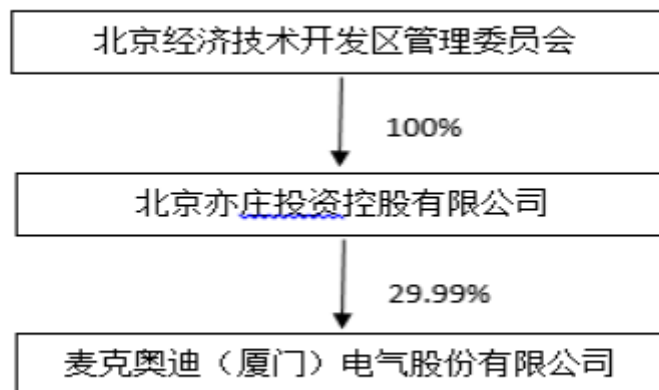 北京经济技术开发区管理委员会
100%
北京亦庄投资控股有限公司
29.99%
麦克奥迪（厦门）电气股份有限公司